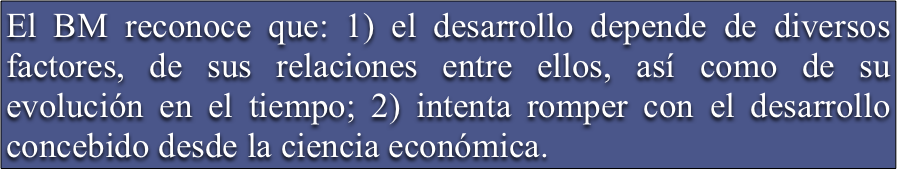 El BM reconoce que: 1) el desarrollo depende de diversos
factores, de sus relaciones entre ellos, así como de su
evolución en el tiempo; 2) intenta romper con el desarrollo
concebido desde la ciencia económica.